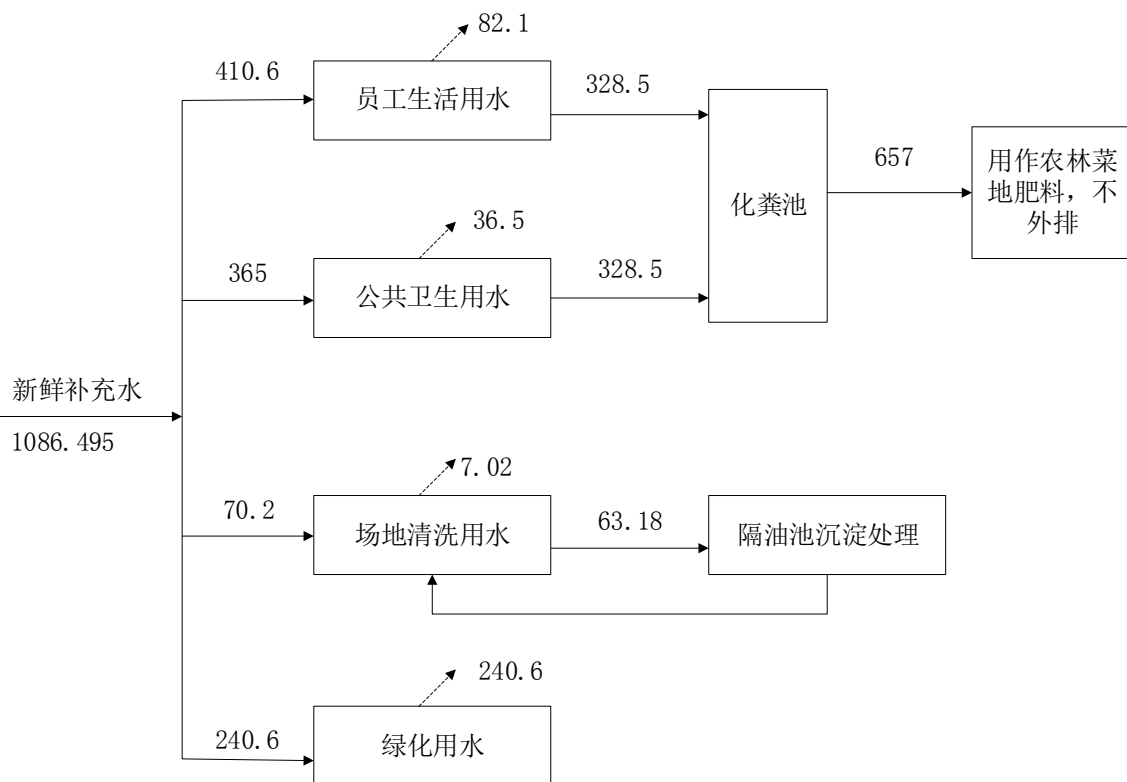 82.1
410.6
员工生活用水
328.5
化粪池
657
用作农林菜
地肥料，不
外排
36.5
365
公共卫生用水
328.5
新鲜补充水
1086.495
7.02
70.2
场地清洗用水
63.18
隔油池沉淀处理
240.6
240.6
绿化用水